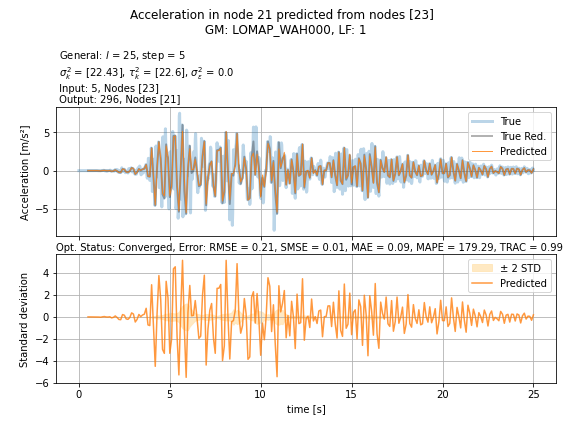 Acceleration in node 21 predicted from nodes [23]
GM: LOMAP_WAH000, LF: 1
General: l = 25, step = 5
σ²ₖ = [22.43], τ²ₖ = [22.6], σ²ε = 0.0
Input: 5, Nodes [23]
Output: 296, Nodes [21]
True
True Red.
Predicted
Acceleration [m/s²]
5
0
−5
Opt. Status: Converged, Error: RMSE = 0.21, SMSE = 0.01, MAE = 0.09, MAPE = 179.29, TRAC = 0.99
± 2 STD
Predicted
Standard deviation
4
2
0
−2
−4
−6
0 5 10 15 20 25
time [s]